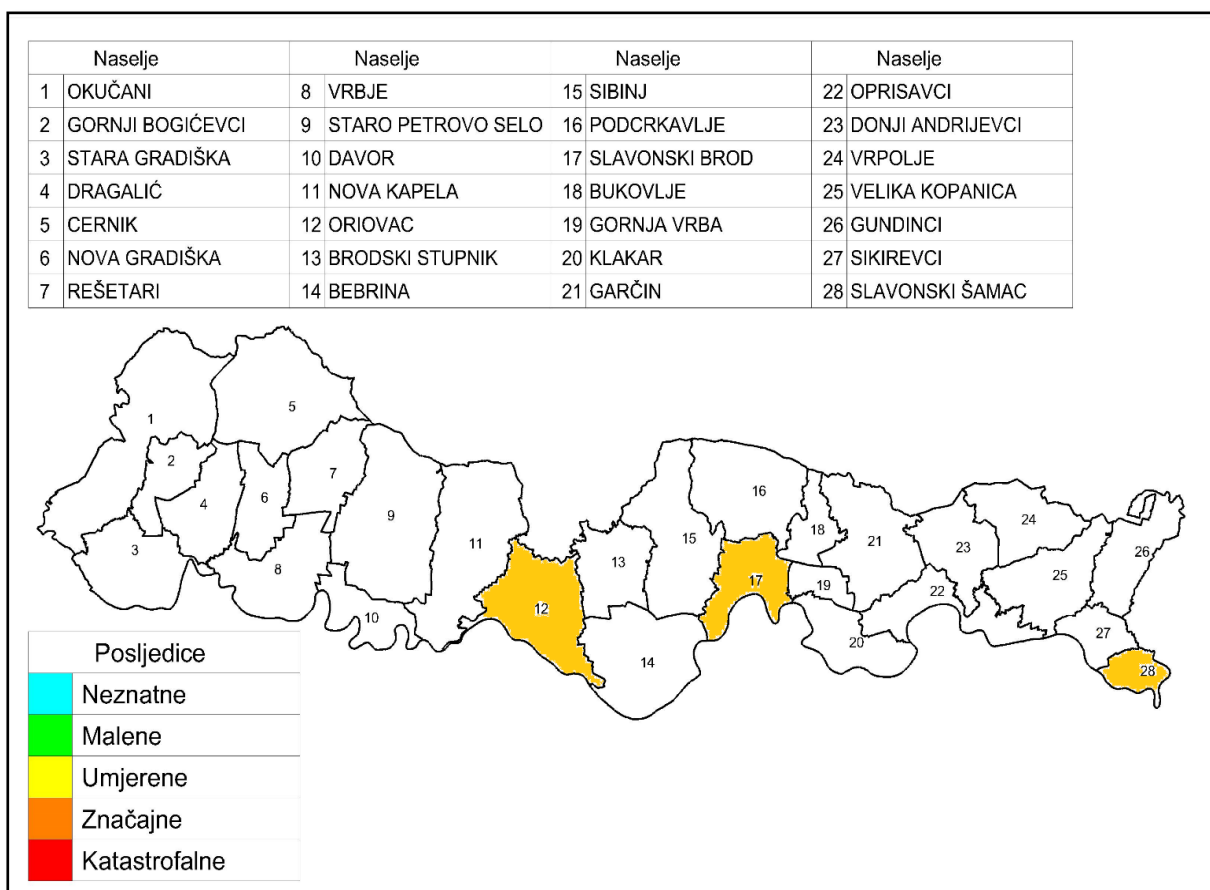 Naselje Naselje Naselje Naselje
1 OKUČANI 8 VRBJE 15 SIBINJ 22 OPRISAVCI
2 GORNJI BOGIĆEVCI 9 STARO PETROVO SELO 16 PODCRKAVLJE 23 DONJI ANDRIJEVCI
3 STARA GRADIŠKA 10 DAVOR 17 SLAVONSKI BROD 24 VRPOLJE
4 DRAGALIĆ 11 NOVA KAPELA 18 BUKOVLJE 25 VELIKA KOPANICA
5 CERNIK 12 ORIOVAC 19 GORNJA VRBA 26 GUNDINCI
6 NOVA GRADIŠKA 13 BRODSKI STUPNIK 20 KLAKAR 27 SIKIREVCI
7 REŠETARI 14 BEBRINA 21 GARČIN 28 SLAVONSKI ŠAMAC
1
5
2
7
4
6
3
9
8
10
11
12
13
14
15
16
17
18
19
20
21
22
23
24
25
26
27
28
Posljedice
Neznatne
Malene
Umjerene
Značajne
Katastrofalne